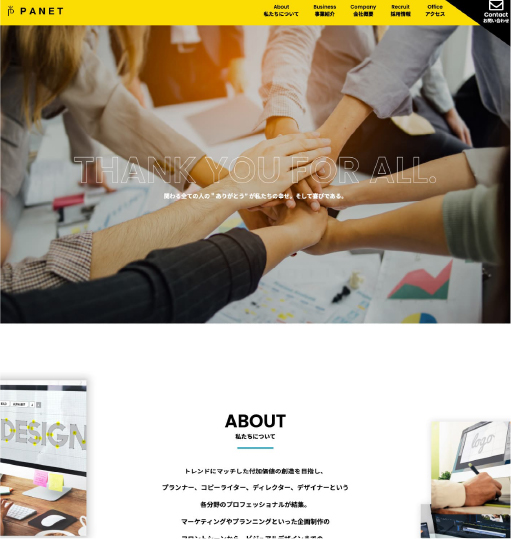 PANET
About
私たちについて
Business
事業紹介
Company
会社概要
Recruit
採用情報
Office
アクセス
Contact
お問い合わせ
THANK YOU FOR ALL.
関わる全ての人の " ありがとう" が私たちの幸せ。そして喜びである。
DESIGN
ABOUT
私たちについて
logo
トレンドにマッチした付加価値の創造を目指し、
プランナー、コピーライター、ディレクター、デザイナーという
各分野のプロフェッショナルが結集。
マーケティングやプランニングといった企画制作の